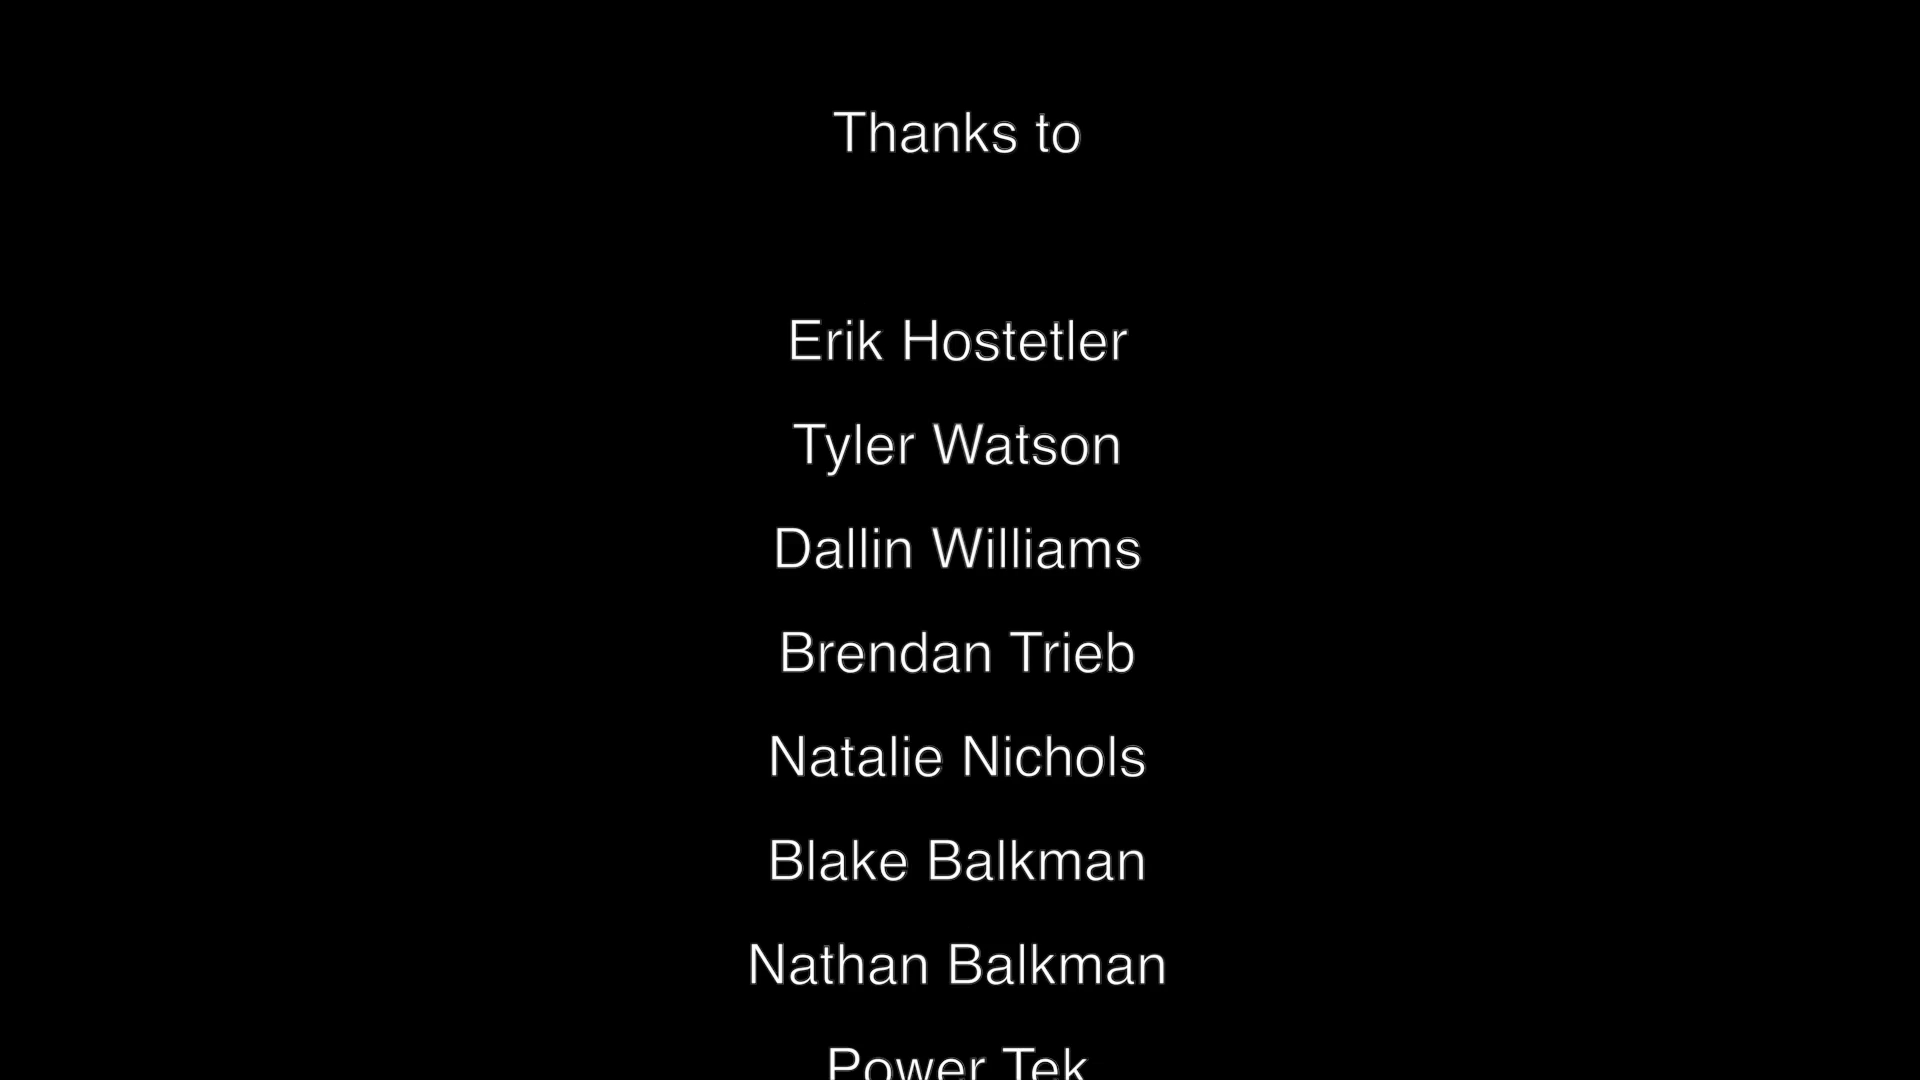 Thanks to
Erik Hostetler
Tyler Watson
Dallin Williams
Brendan Trieb
Natalie Nichols
Blake Balkman
Nathan Balkman
Power Tek